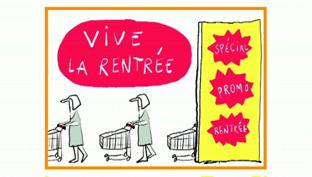 VIVE
LA RENTRÉE
SPÉCIAL
PROMO
RENTRÉE